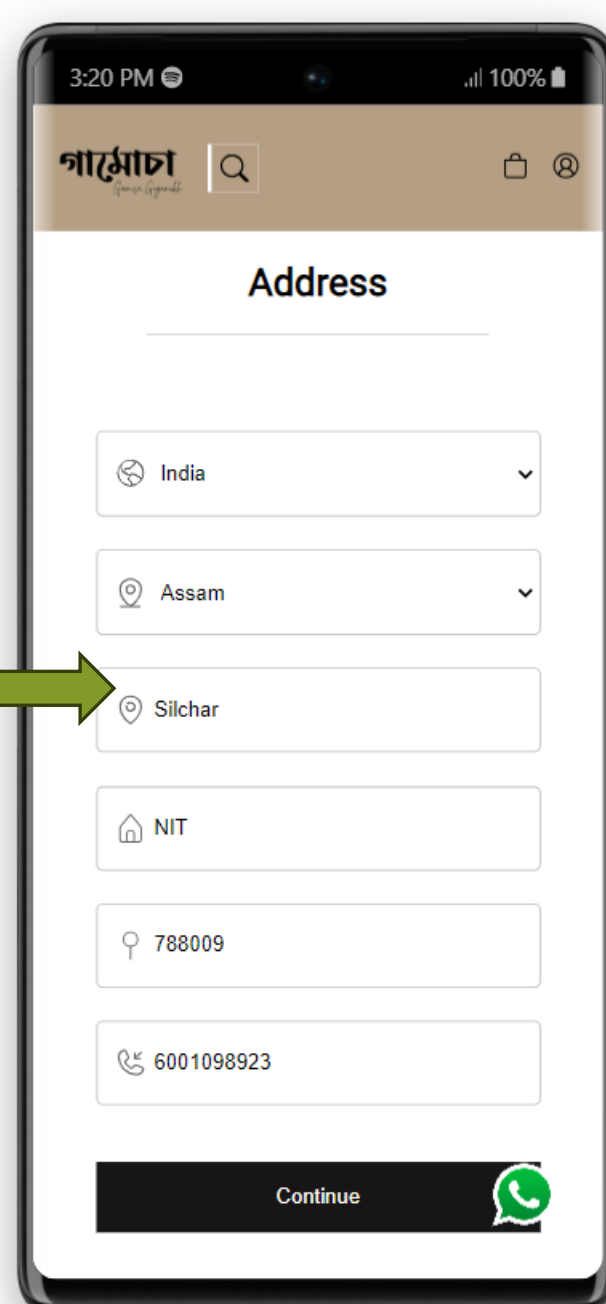 3:20 PM
100%
গামোচা
Address
India
Assam
Silchar
NIT
788009
6001098923
Continue